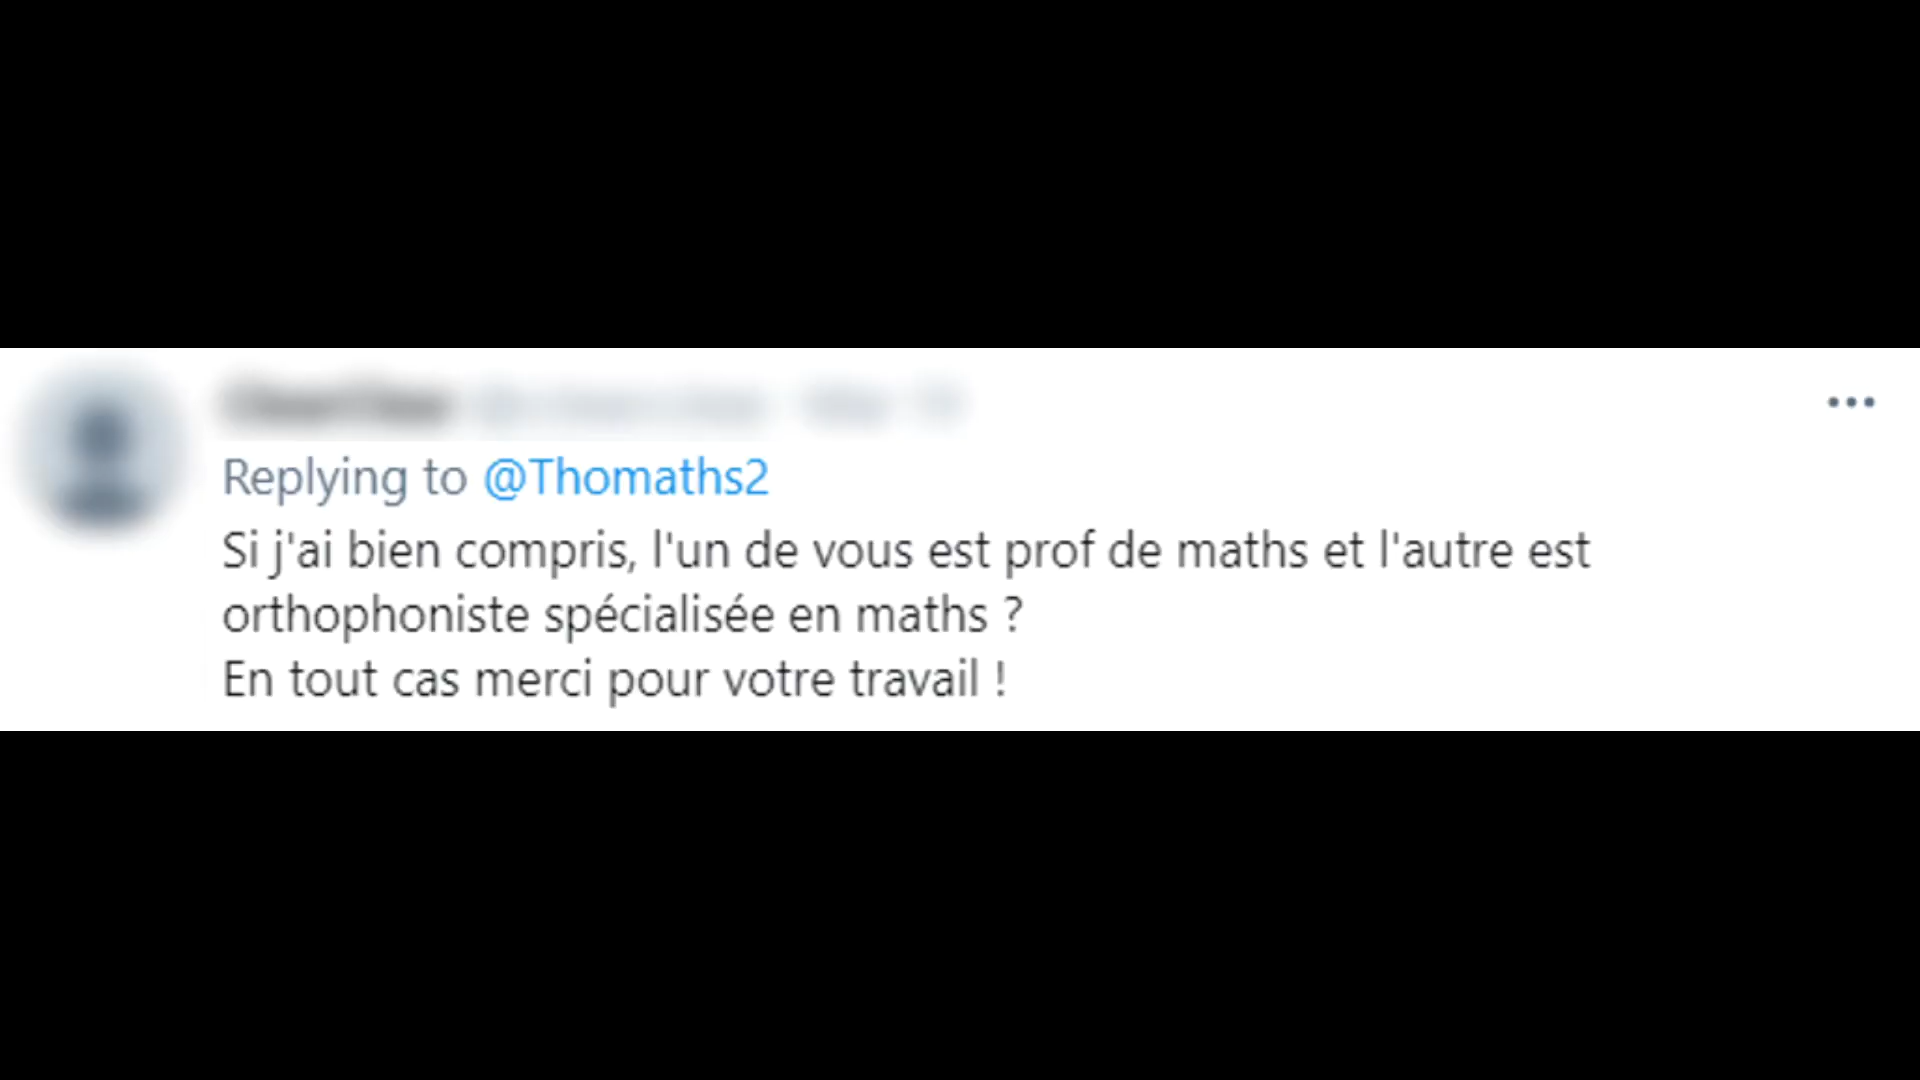 Replying to @Thomaths2
Si j'ai bien compris, l'un de vous est prof de maths et l'autre est
orthophoniste spécialisée en maths ?
En tout cas merci pour votre travail !